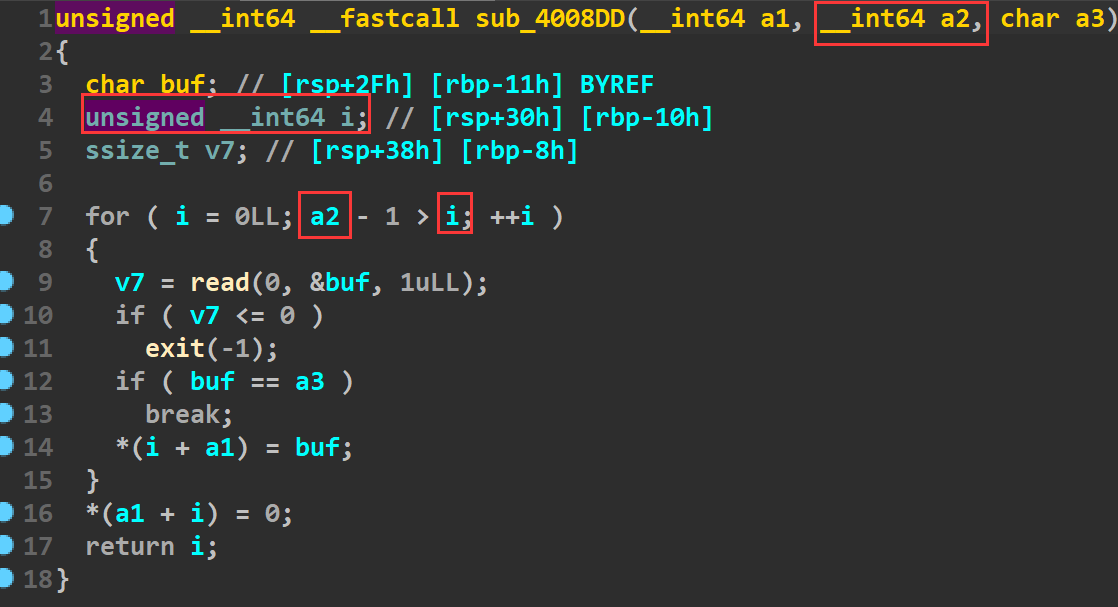 1 unsigned __int64 __fastcall sub_4008DD(__int64 a1, __int64 a2, char a3)
2 {
3   char buf; // [rsp+2Fh] [rbp-11h] BYREF
4   unsigned __int64 i; // [rsp+30h] [rbp-10h]
5   ssize_t v7; // [rsp+38h] [rbp-8h]
6
7   for ( i = 0LL; a2 - 1 > i; ++i )
8   {
9     v7 = read(0, &buf, 1uLL);
10     if ( v7 <= 0 )
11       exit(-1);
12     if ( buf == a3 )
13       break;
14     *(i + a1) = buf;
15   }
16   *(a1 + i) = 0;
17   return i;
18 }